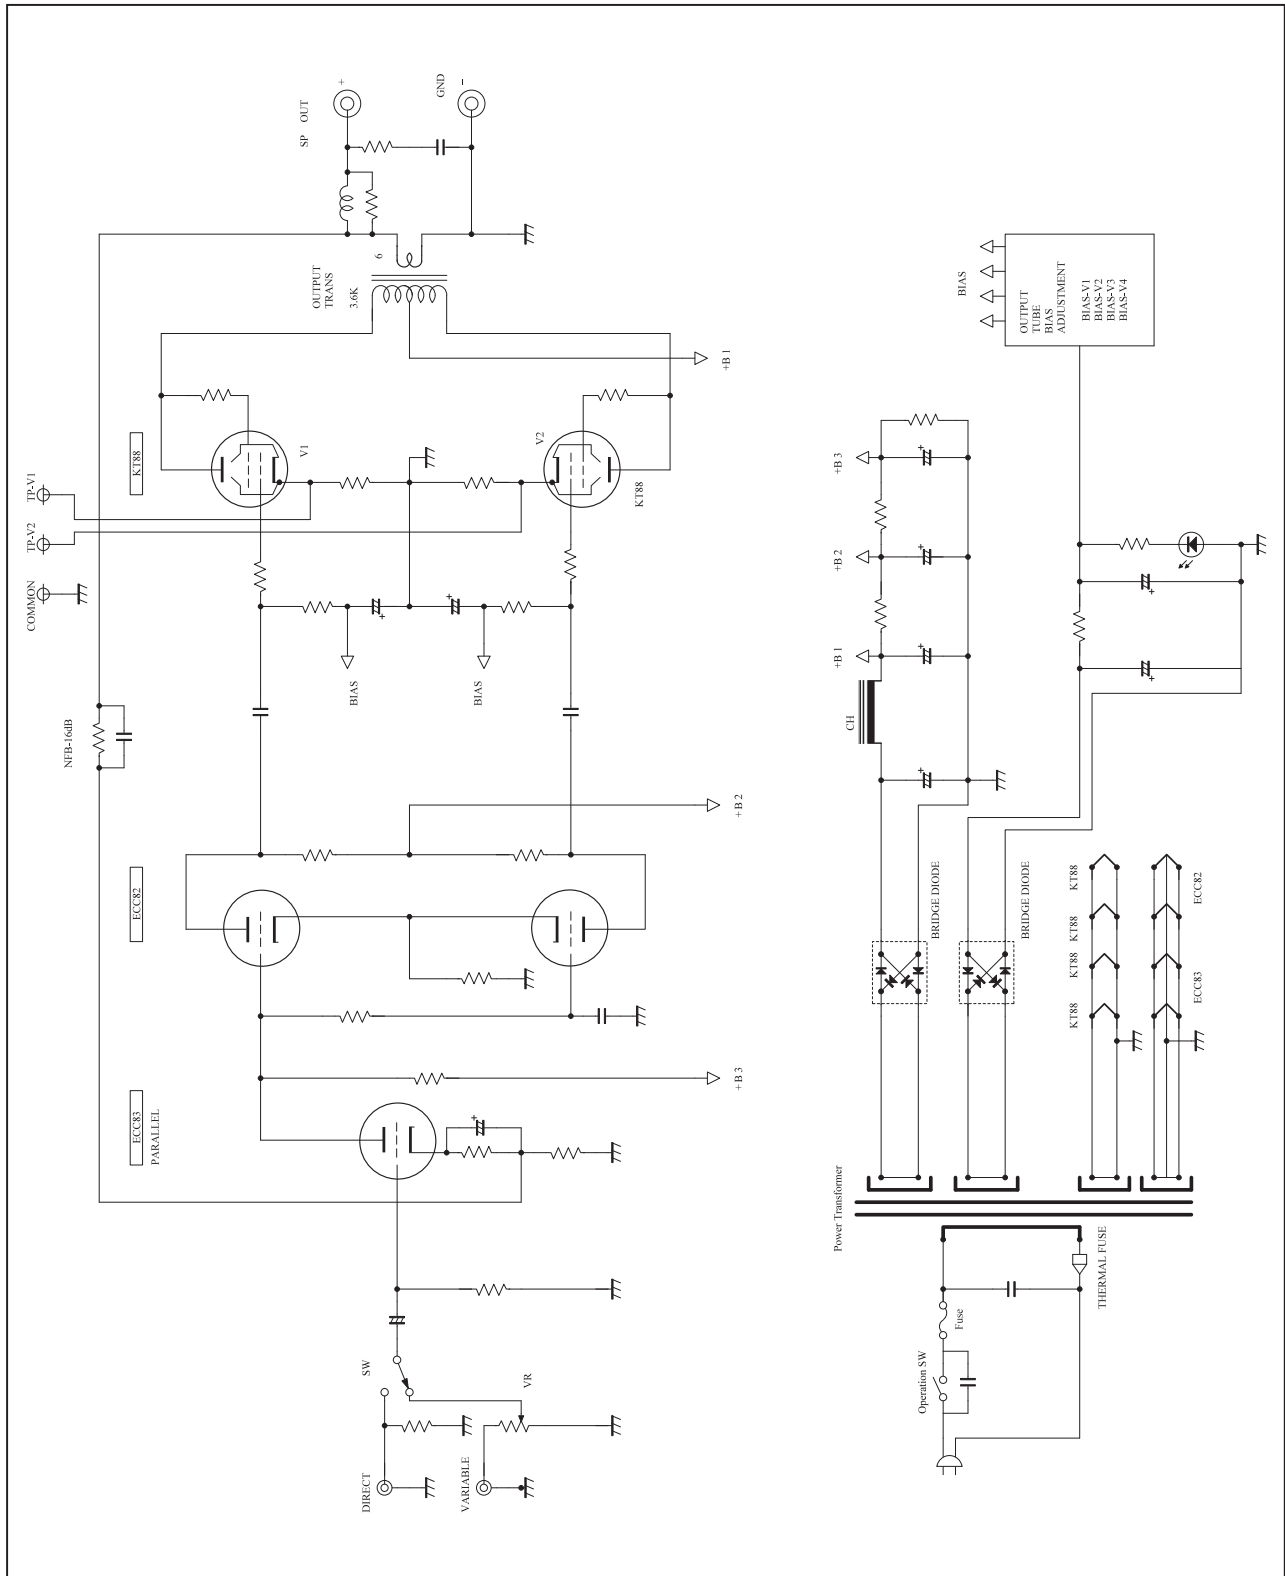 DIRECT
VARIABLE
SW
VR
ECC83
PARALLEL
+B 3
ECC82
+B 2
NFB-16dB
BIAS
BIAS
COMMON
TP-V2
TP-V1
KT88
V1
V2
KT88
+B 1
OUTPUT
TRANS
3.6K
6
SP OUT
+
GND
-
Operation SW
Fuse
THERMAL FUSE
Power Transformer
BRIDGE DIODE
BRIDGE DIODE
KT88
KT88
KT88
KT88
ECC83
ECC82
CH
+B 1
+B 2
+B 3
+
+
+
+
+
+
+
+
+
BIAS
OUTPUT
TUBE
BIAS
ADJUSTMENT
BIAS-V1
BIAS-V2
BIAS-V3
BIAS-V4